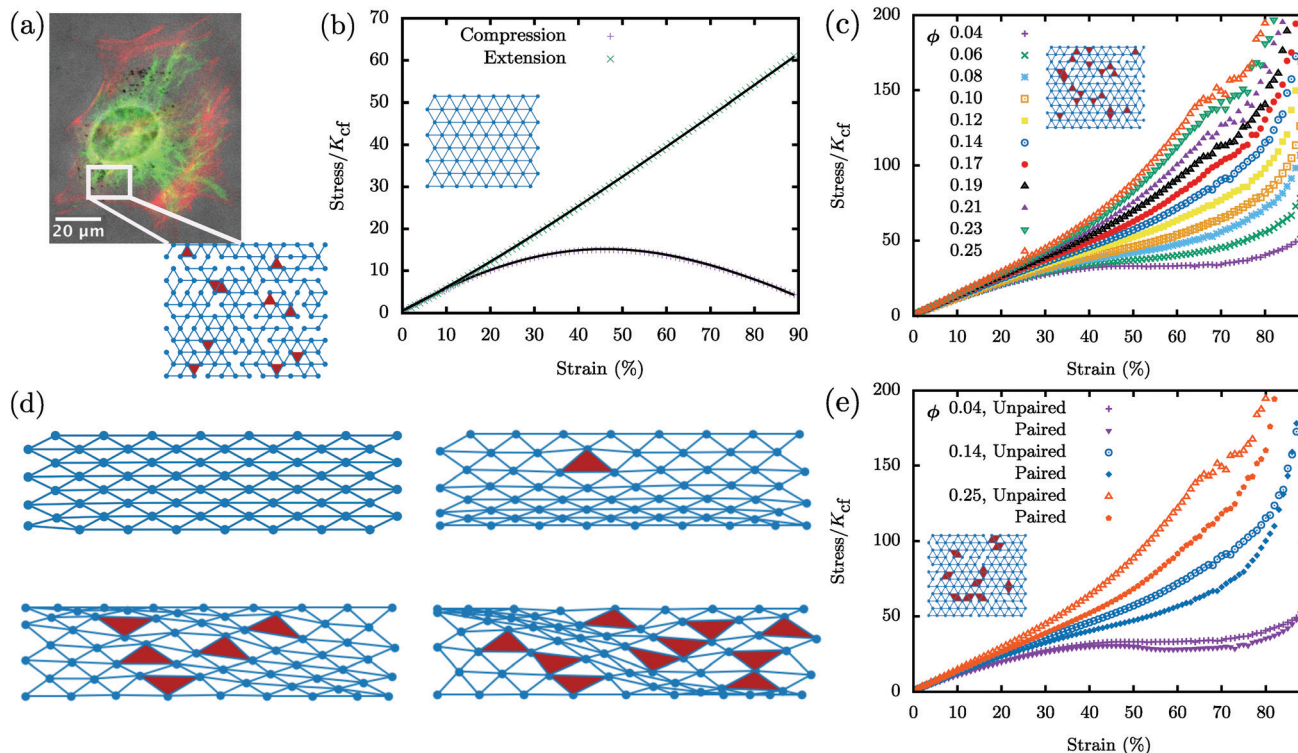 (a)
20 μm
(b)
70
60
50
40
30
20
10
0
Stress/Kcf
Compression
Extension
0 10 20 30 40 50 60 70 80 90
Strain (%)
(c)
200
150
100
50
0
Stress/Kcf
ϕ 0.04
0.06
0.08
0.10
0.12
0.14
0.17
0.19
0.21
0.23
0.25
0 10 20 30 40 50 60 70 80
Strain (%)
(d)
(e)
200
150
100
50
0
Stress/Kcf
ϕ 0.04, Unpaired
Paired
0.14, Unpaired
Paired
0.25, Unpaired
Paired
0 10 20 30 40 50 60 70 80
Strain (%)